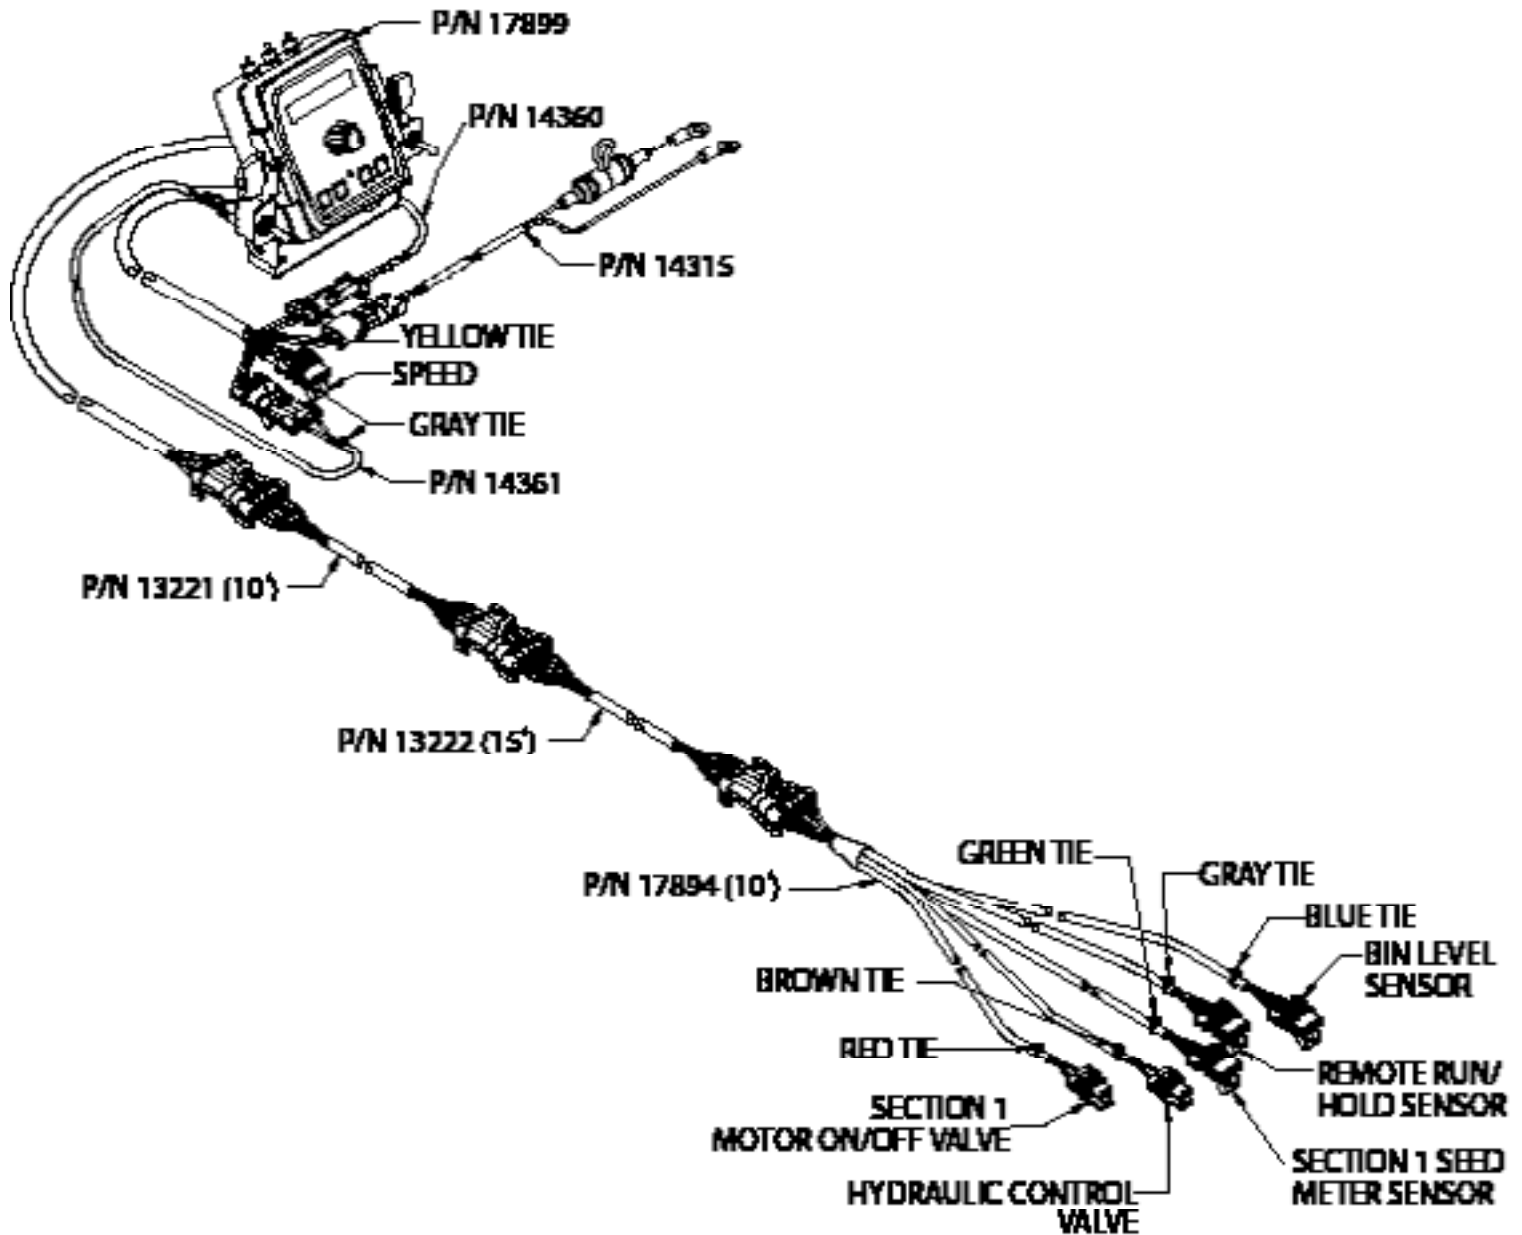 P/N 17899
P/N 14360
P/N 14315
YELLOW TIE
SPEED
GRAY TIE
P/N 14361
P/N 13221 (10')
P/N 13222 (15')
P/N 17894 (10')
GREEN TIE
GRAY TIE
BLUE TIE
BIN LEVEL
SENSOR
BROWN TIE
RED TIE
REMOTE RUN/
HOLD SENSOR
SECTION 1
MOTOR ON/OFF VALVE
SECTION 1 SEED
METER SENSOR
HYDRAULIC CONTROL
VALVE